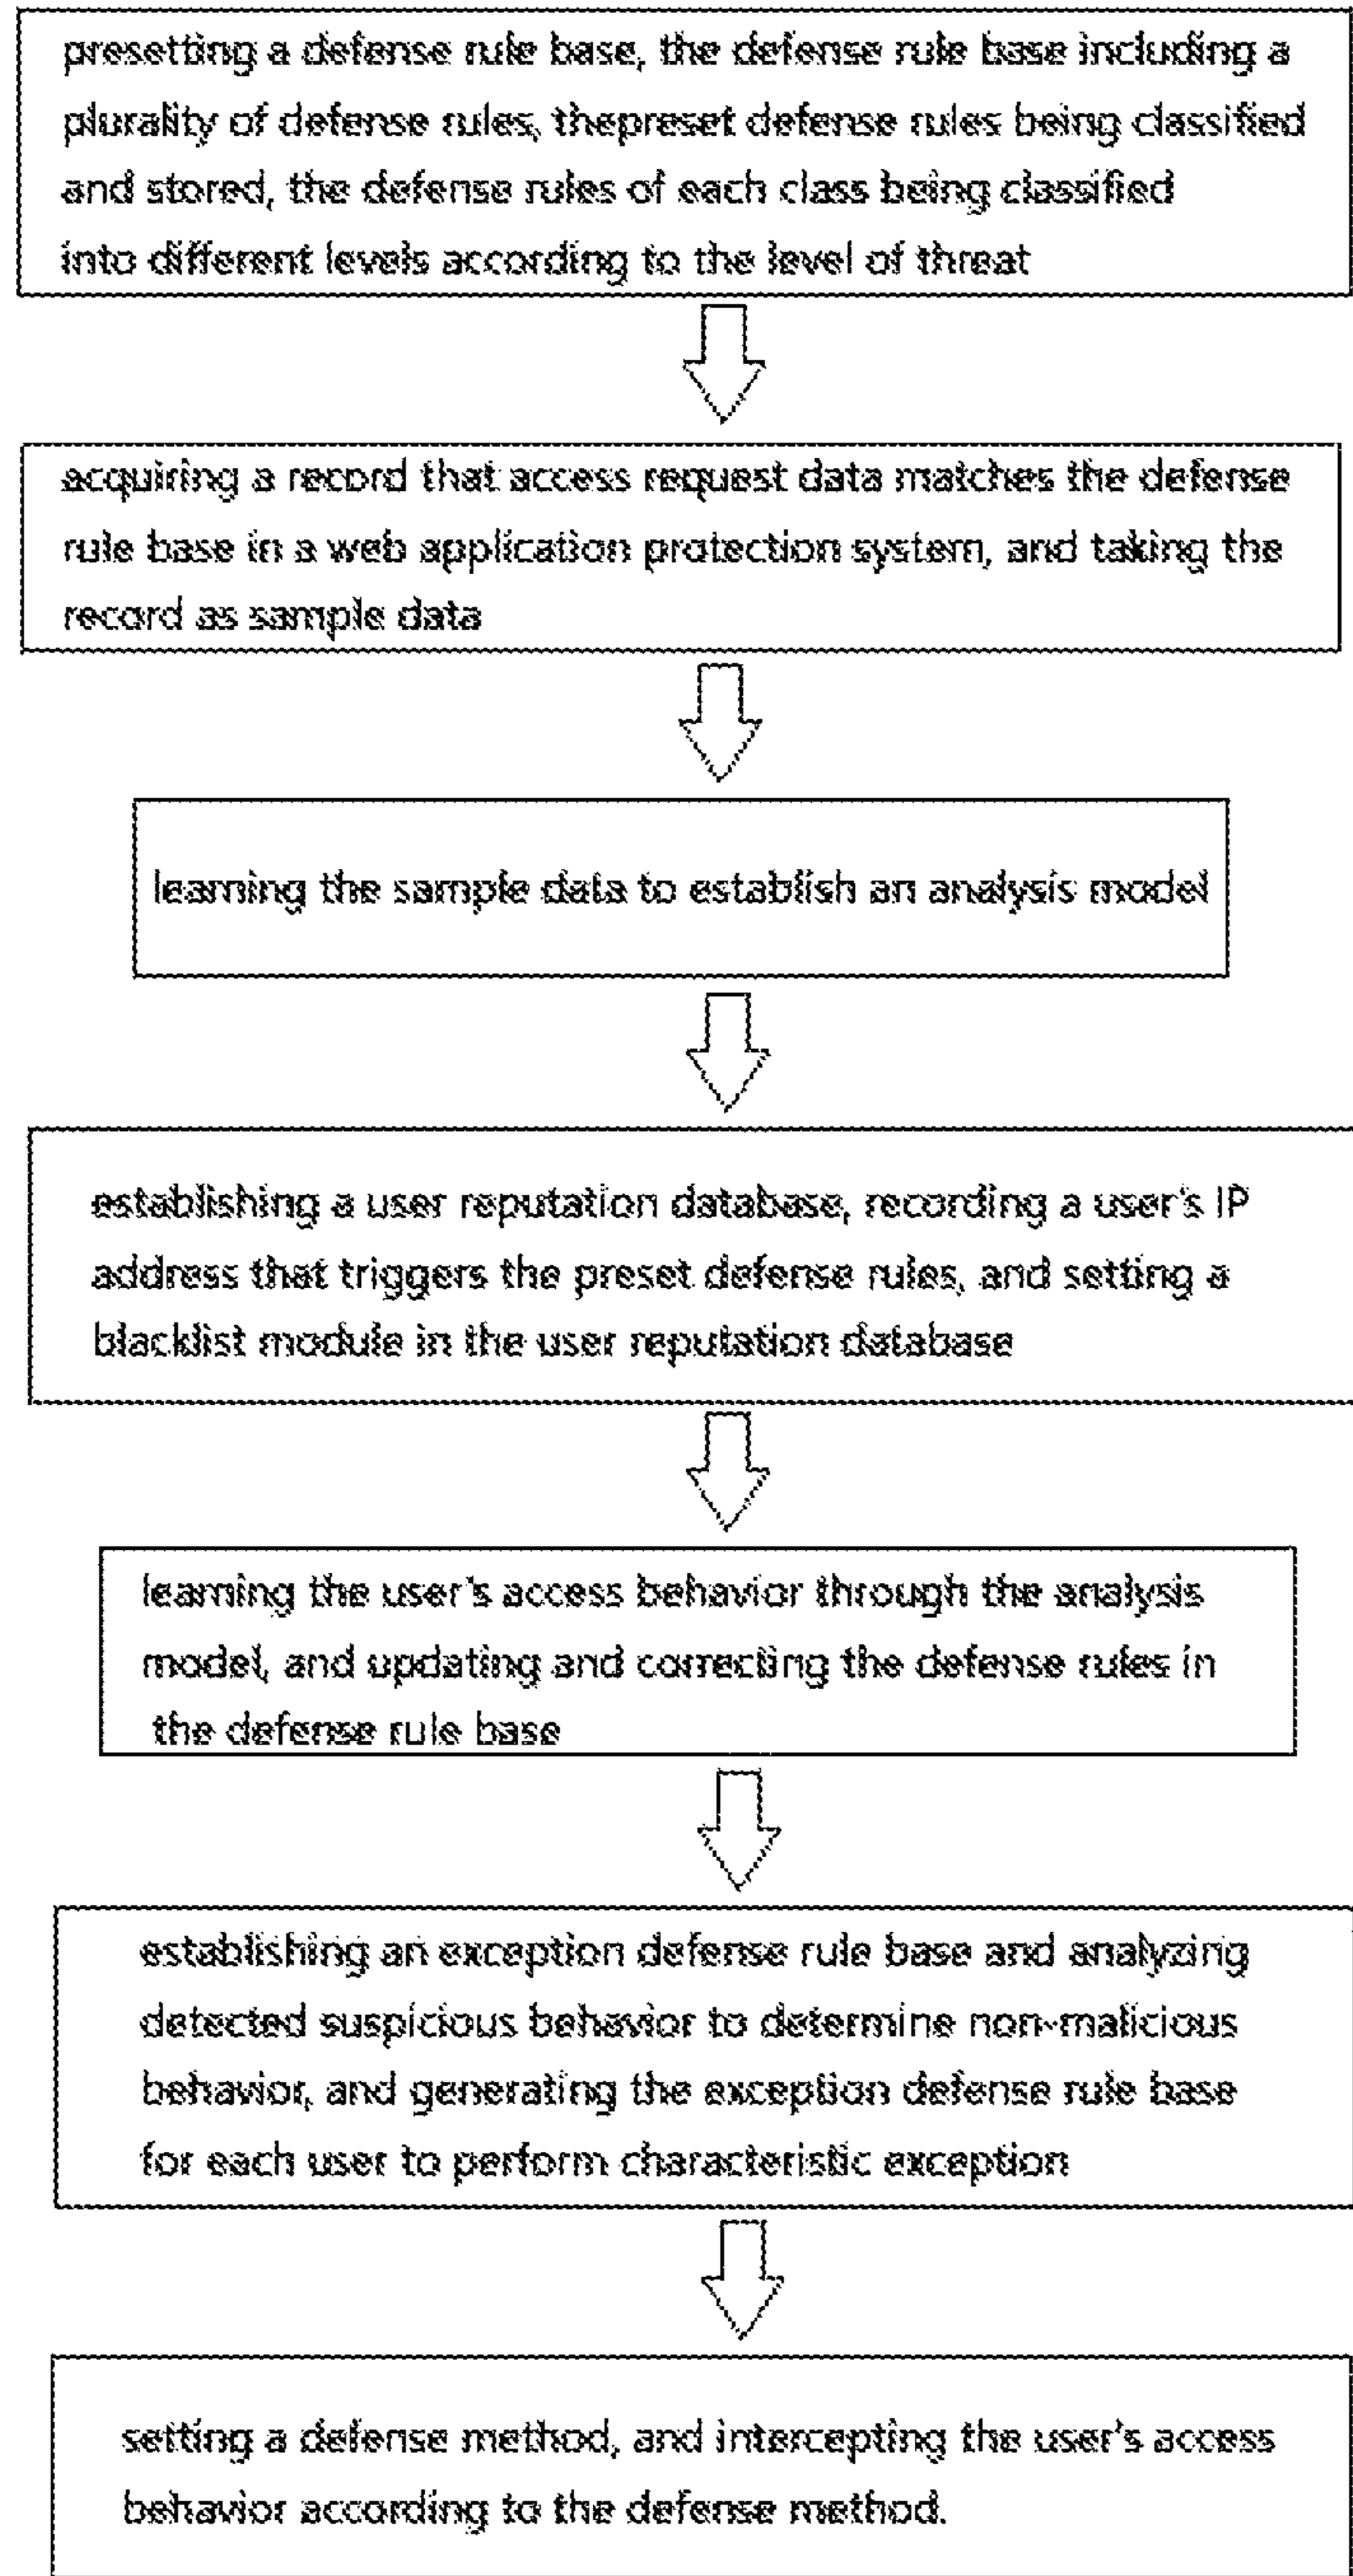 presetting a defense rule base, the defense rule base including a
plurality of defense rules, thepreset defense rules being classified
and stored, the defense rules of each class being classified
into different levels according to the level of threat
acquiring a record that access request data matches the defense
rule base in a web application protection system, and taking the
record as sample data
learning the sample data to establish an analysis model
establishing a user reputation database, recording a user's IP
address that triggers the preset defense rules, and setting a
blacklist module in the user reputation database
learning the user's access behavior through the analysis
model, and updating and correcting the defense rules in
the defense rule base
establishing an exception defense rule base and analyzing
detected suspicious behavior to determine non-malicious
behavior, and generating the exception defense rule base
for each user to perform characteristic exception
setting a defense method, and intercepting the user's access
behavior according to the defense method.